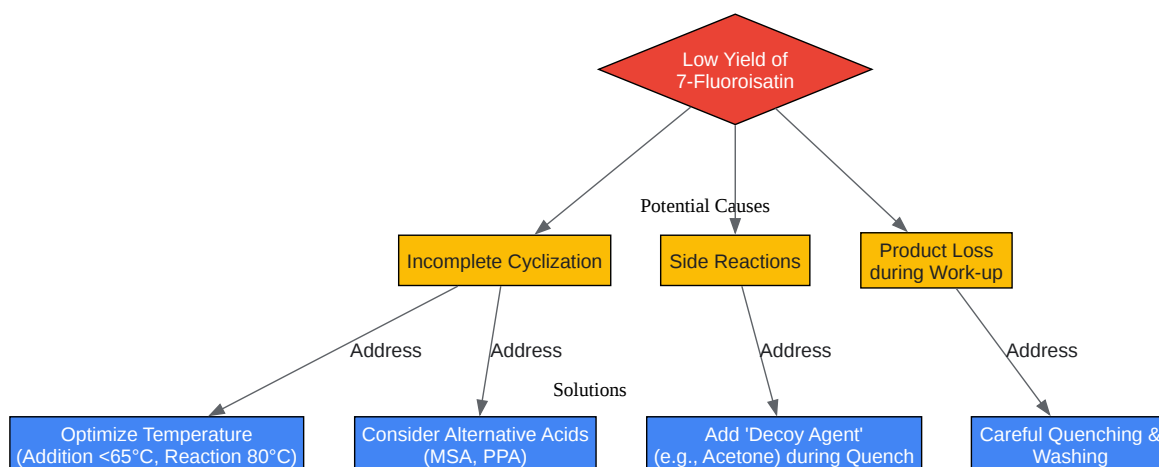 Low Yield of
7-Fluoroisatin
Potential Causes
Incomplete Cyclization
Side Reactions
Product Loss
during Work-up
Address
Address
Address
Address
Solutions
Optimize Temperature
(Addition <65°C, Reaction 80°C)
Consider Alternative Acids
(MSA, PPA)
Add 'Decoy Agent'
(e.g., Acetone) during Quench
Careful Quenching &
Washing